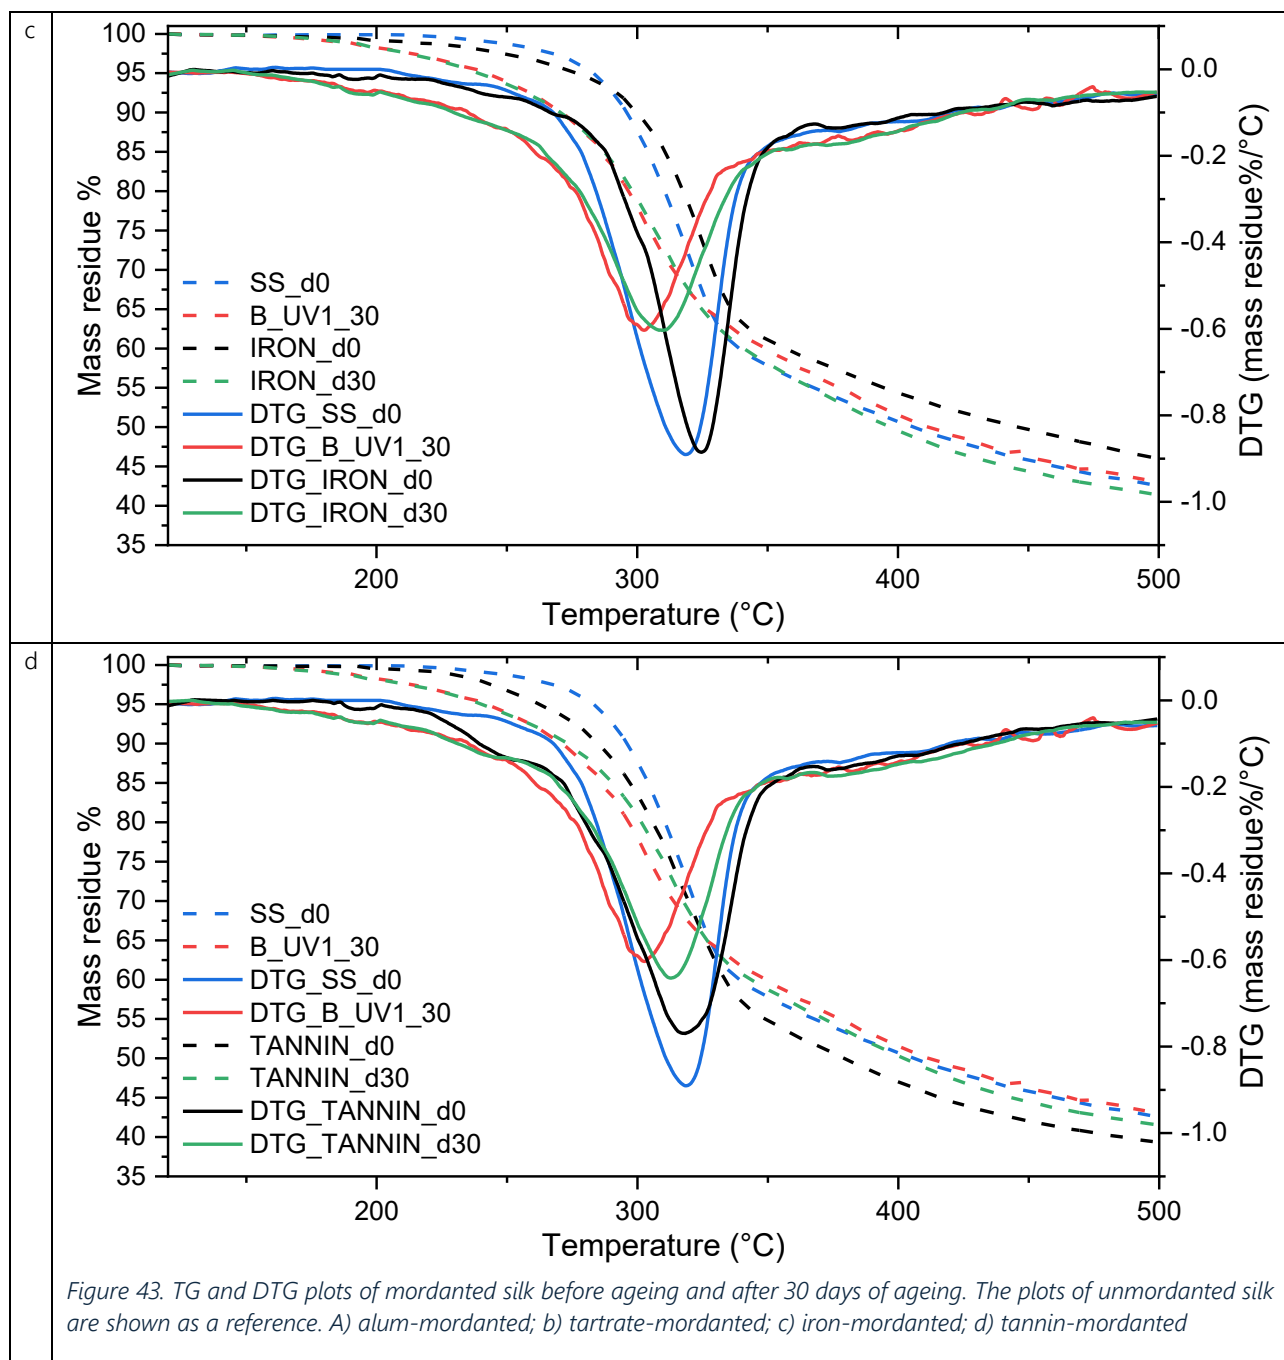 c
100
95
90
85
80
75
70
65
60
55
50
45
40
35
Mass residue %
0.0
-0.2
-0.4
-0.6
-0.8
-1.0
DTG (mass residue%/°C)
SS_d0
B_UV1_30
IRON_d0
IRON_d30
DTG_SS_d0
DTG_B_UV1_30
DTG_IRON_d0
DTG_IRON_d30
200 300 400 500
Temperature (°C)
d
100
95
90
85
80
75
70
65
60
55
50
45
40
35
Mass residue %
0.0
-0.2
-0.4
-0.6
-0.8
-1.0
DTG (mass residue%/°C)
SS_d0
B_UV1_30
DTG_SS_d0
DTG_B_UV1_30
TANNIN_d0
TANNIN_d30
DTG_TANNIN_d0
DTG_TANNIN_d30
200 300 400 500
Temperature (°C)
Figure 43. TG and DTG plots of mordanted silk before ageing and after 30 days of ageing. The plots of unmordanted silk
are shown as a reference. A) alum-mordanted; b) tartrate-mordanted; c) iron-mordanted; d) tannin-mordanted